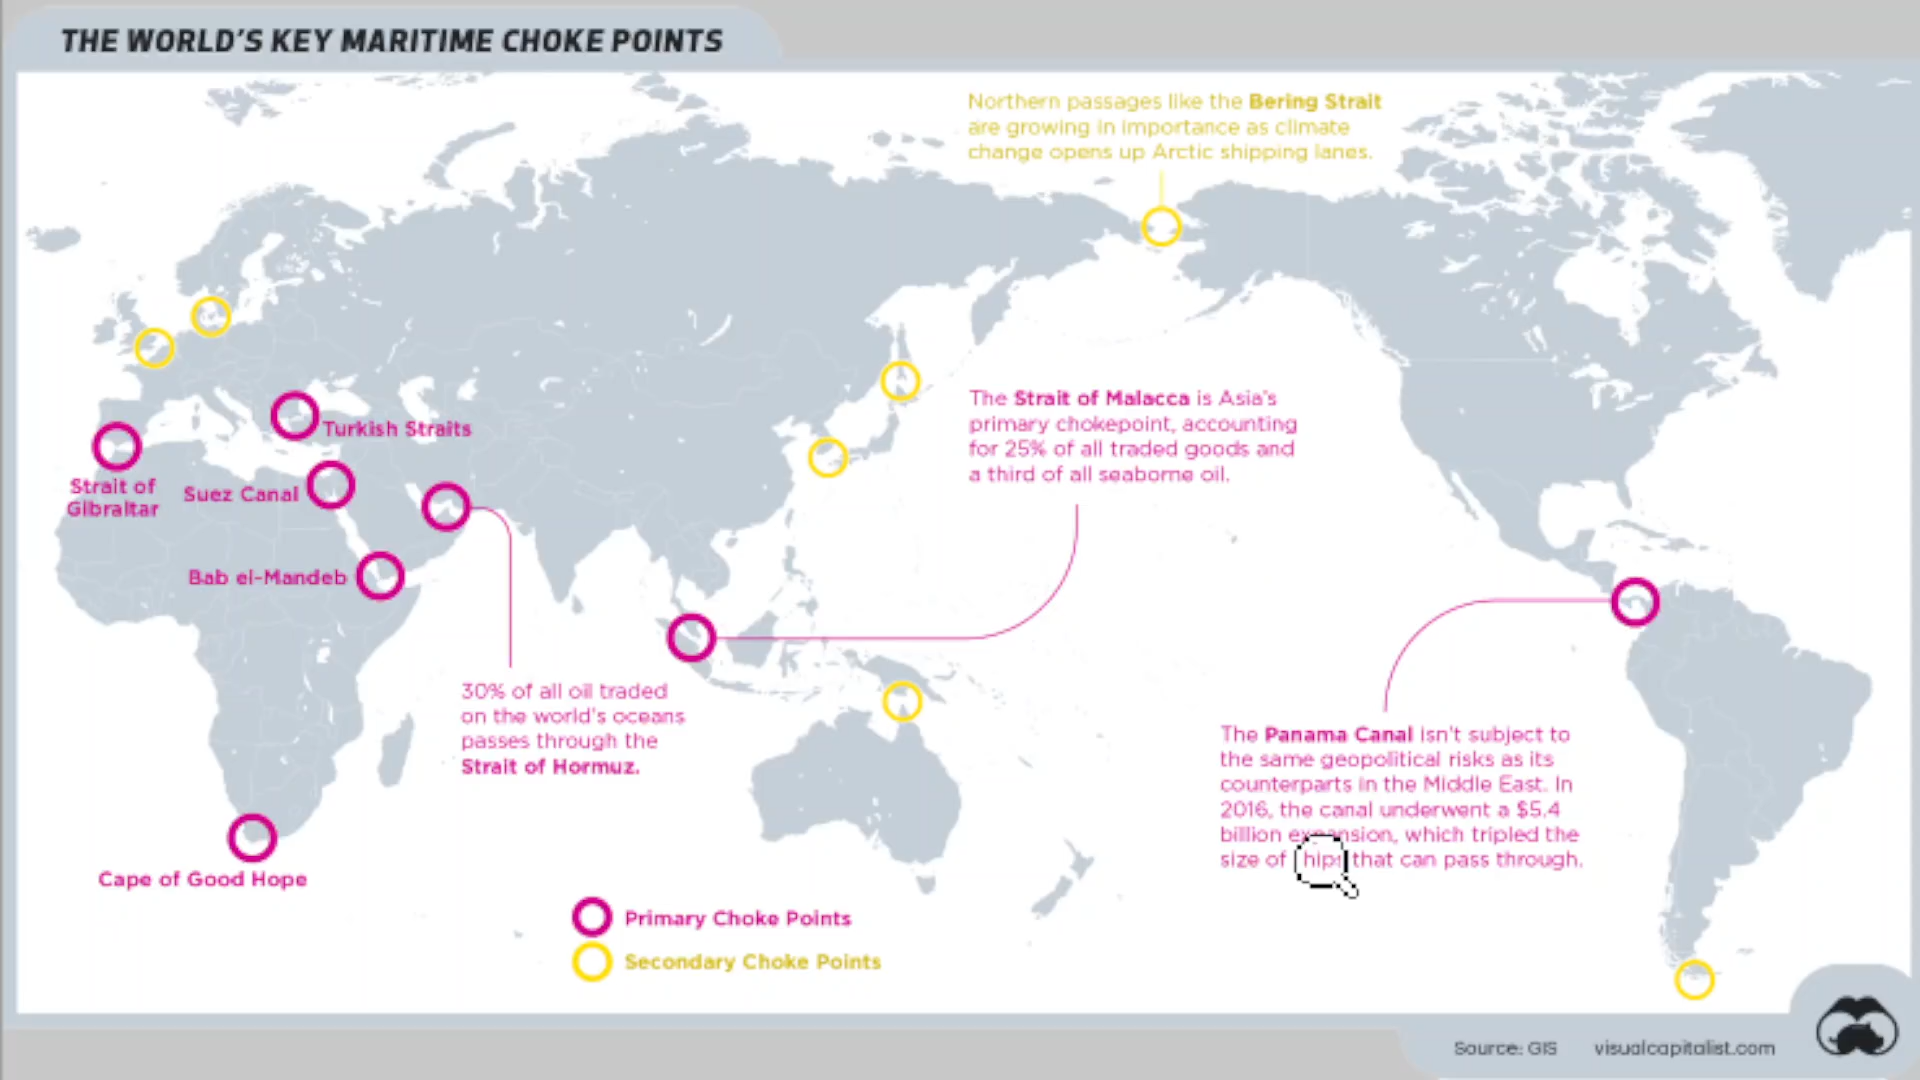 THE WORLD'S KEY MARITIME CHOKE POINTS
Northern passages like the Bering Strait
are growing in importance as climate
change opens up Arctic shipping lanes.
The Strait of Malacca is Asia's
primary chokepoint, accounting
for 25% of all traded goods and
a third of all seaborne oil.
Turkish Straits
Strait of
Gibraltar
Suez Canal
Bab el-Mandeb
30% of all oil traded
on the world's oceans
passes through the
Strait of Hormuz.
The Panama Canal isn't subject to
the same geopolitical risks as its
counterparts in the Middle East. In
2016, the canal underwent a $5.4
billion expansion, which tripled the
size of ships that can pass through.
Cape of Good Hope
Primary Choke Points
Secondary Choke Points
Source: GIS visualcapitalist.com